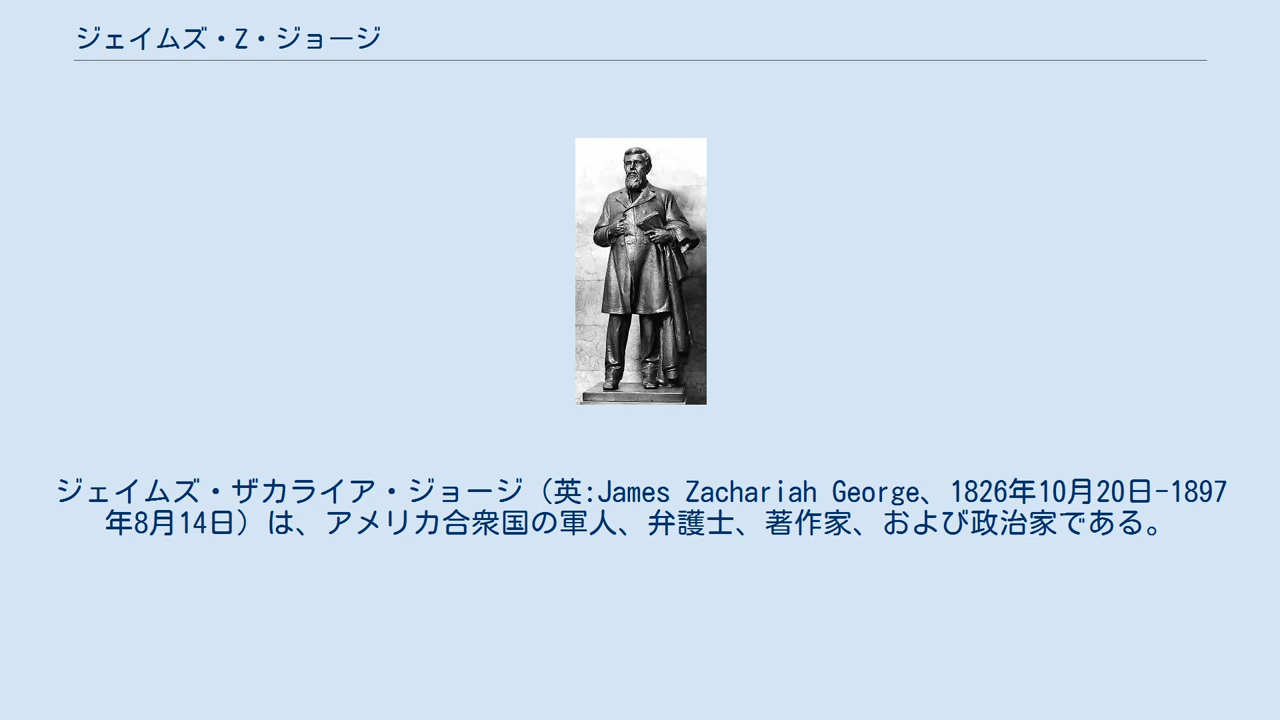 ジェイムズ・Z・ジョージ
ジェイムズ・ザカライア・ジョージ（英:James Zachariah George、1826年10月20日-1897
年8月14日）は、アメリカ合衆国の軍人、弁護士、著作家、および政治家である。